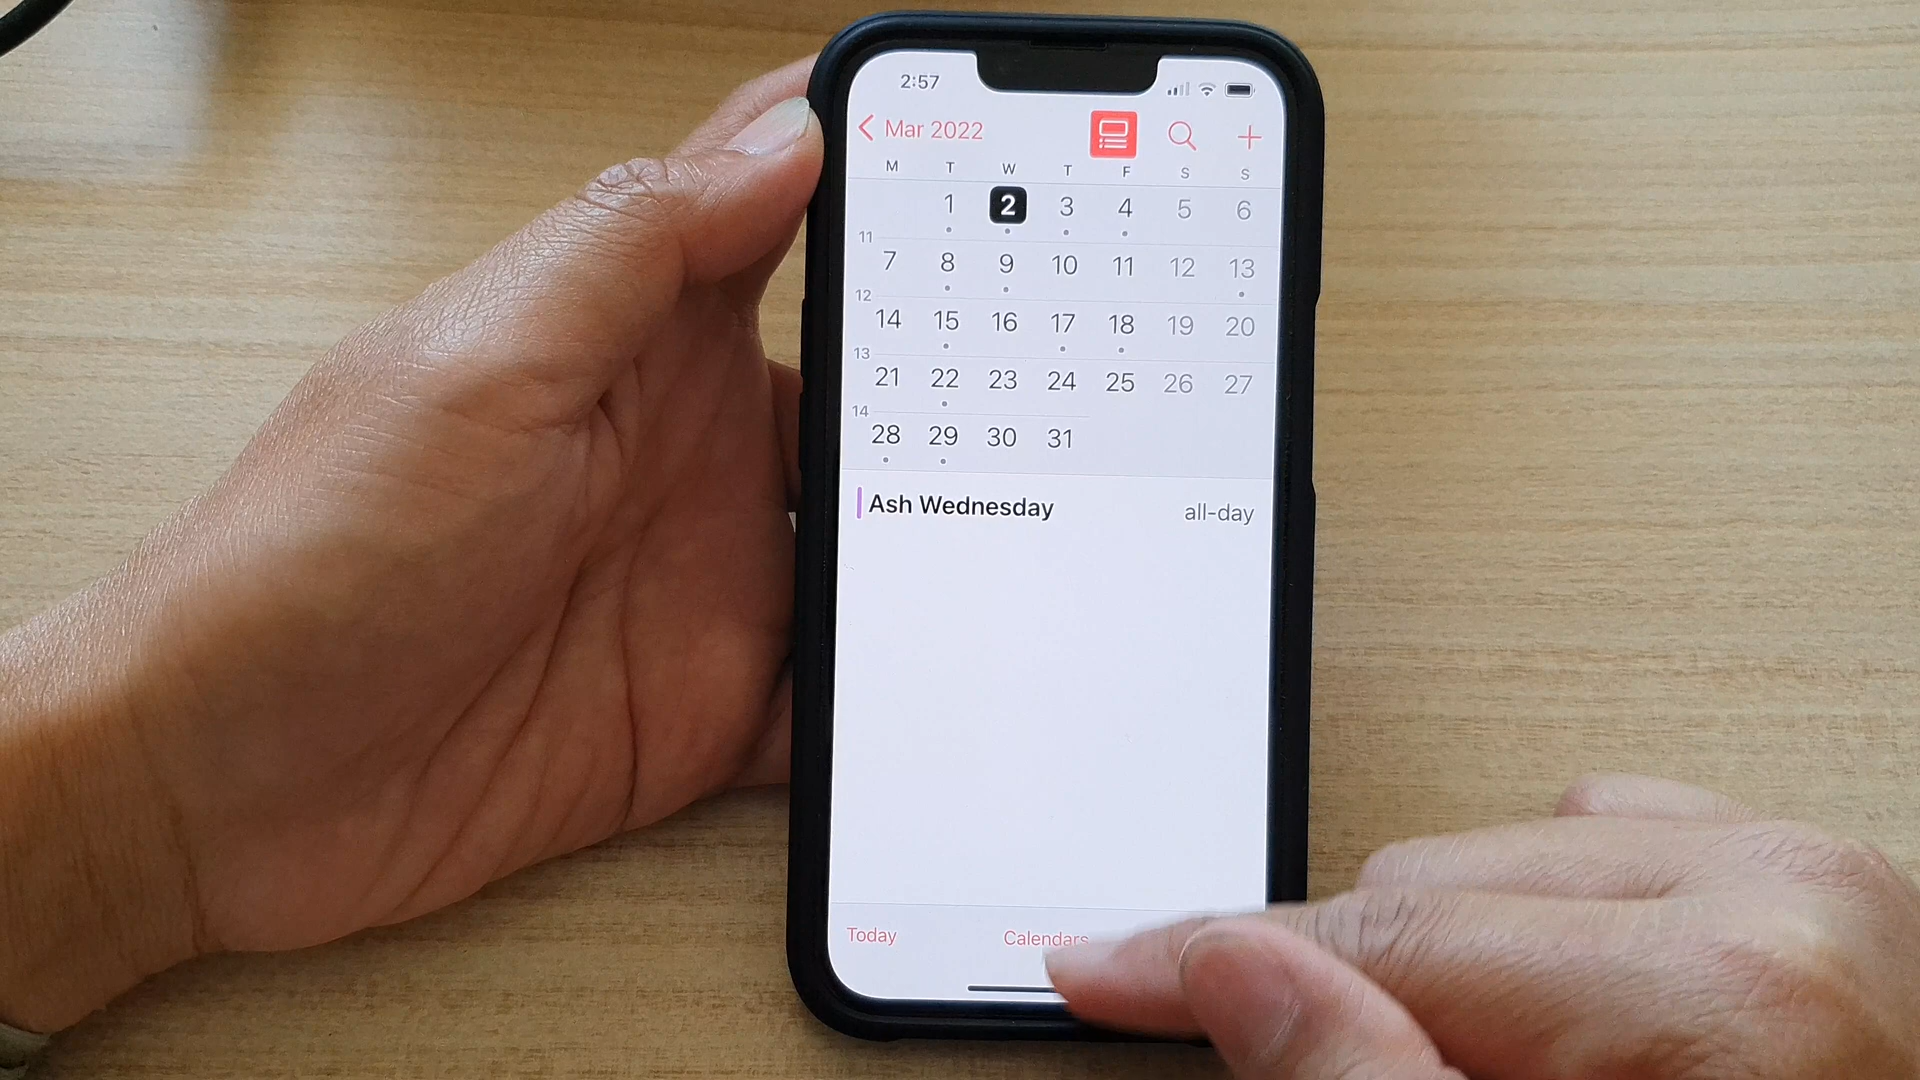 2:57
Mar 2022
M T W T F S S
1 2 3 4 5 6
11
7 8 9 10 11 12 13
12
14 15 16 17 18 19 20
13
21 22 23 24 25 26 27
14
28 29 30 31
Ash Wednesday all-day
Today Calendars